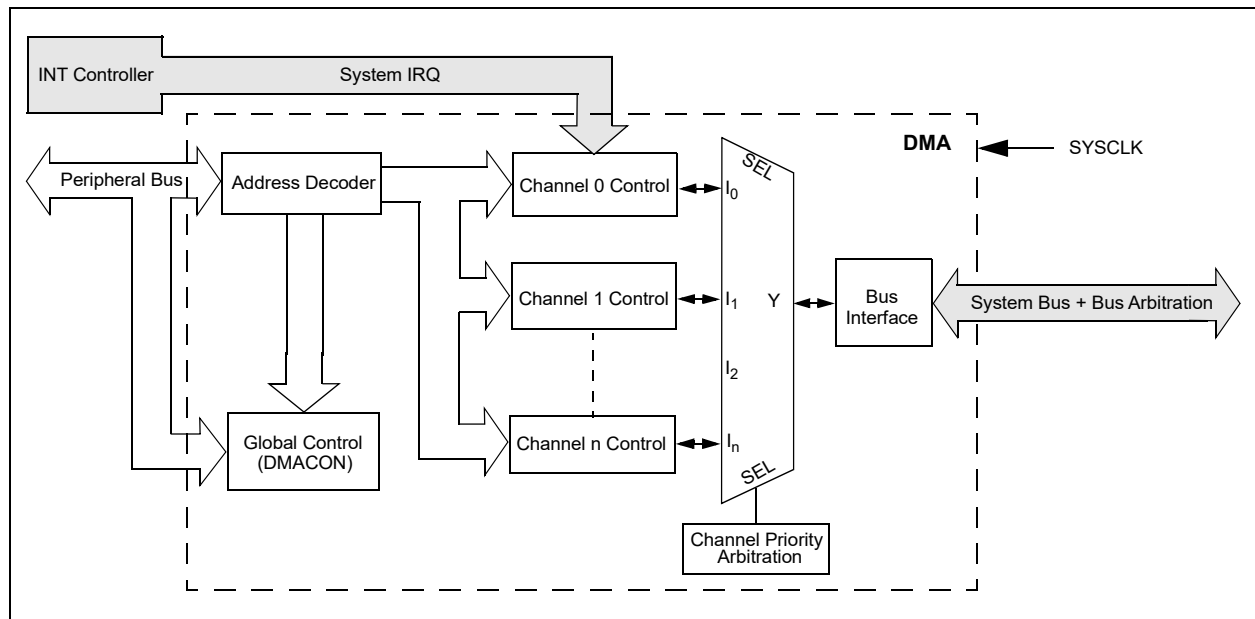 INT Controller
System IRQ
DMA
SYSCLK
Peripheral Bus
Address Decoder
Channel 0 Control
SEL
I0
Channel 1 Control
I1
Y
Bus
Interface
System Bus + Bus Arbitration
I2
Global Control
(DMACON)
Channel n Control
In
SEL
Channel Priority
Arbitration